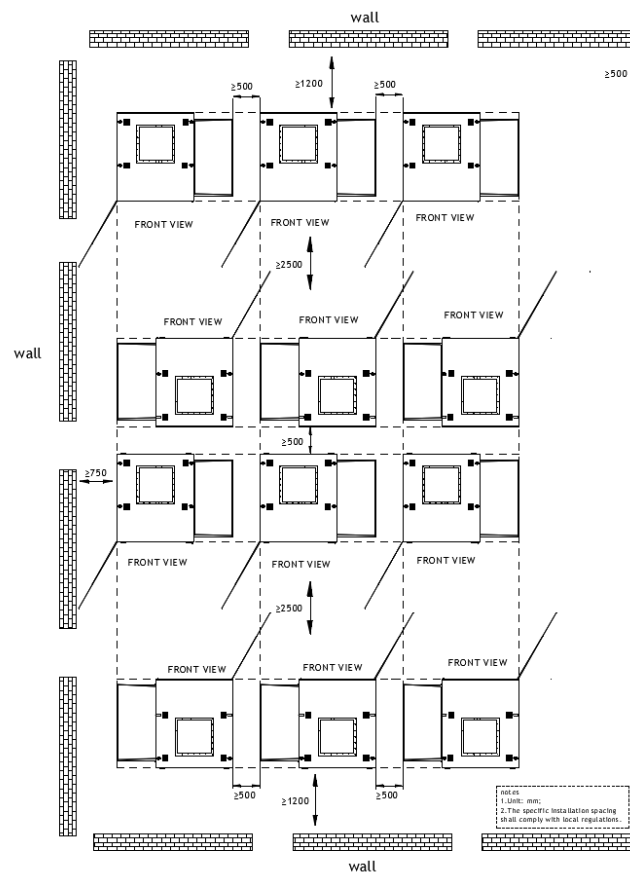 wall
≥500
≥1200
≥500
≥500
FRONT VIEW
FRONT VIEW
FRONT VIEW
≥2500
FRONT VIEW
FRONT VIEW
FRONT VIEW
wall
≥500
≥750
FRONT VIEW
FRONT VIEW
FRONT VIEW
≥2500
FRONT VIEW
FRONT VIEW
FRONT VIEW
≥500
≥1200
≥500
notes
1.Unit: mm;
2.The specific installation spacing
shall comply with local regulations.
wall